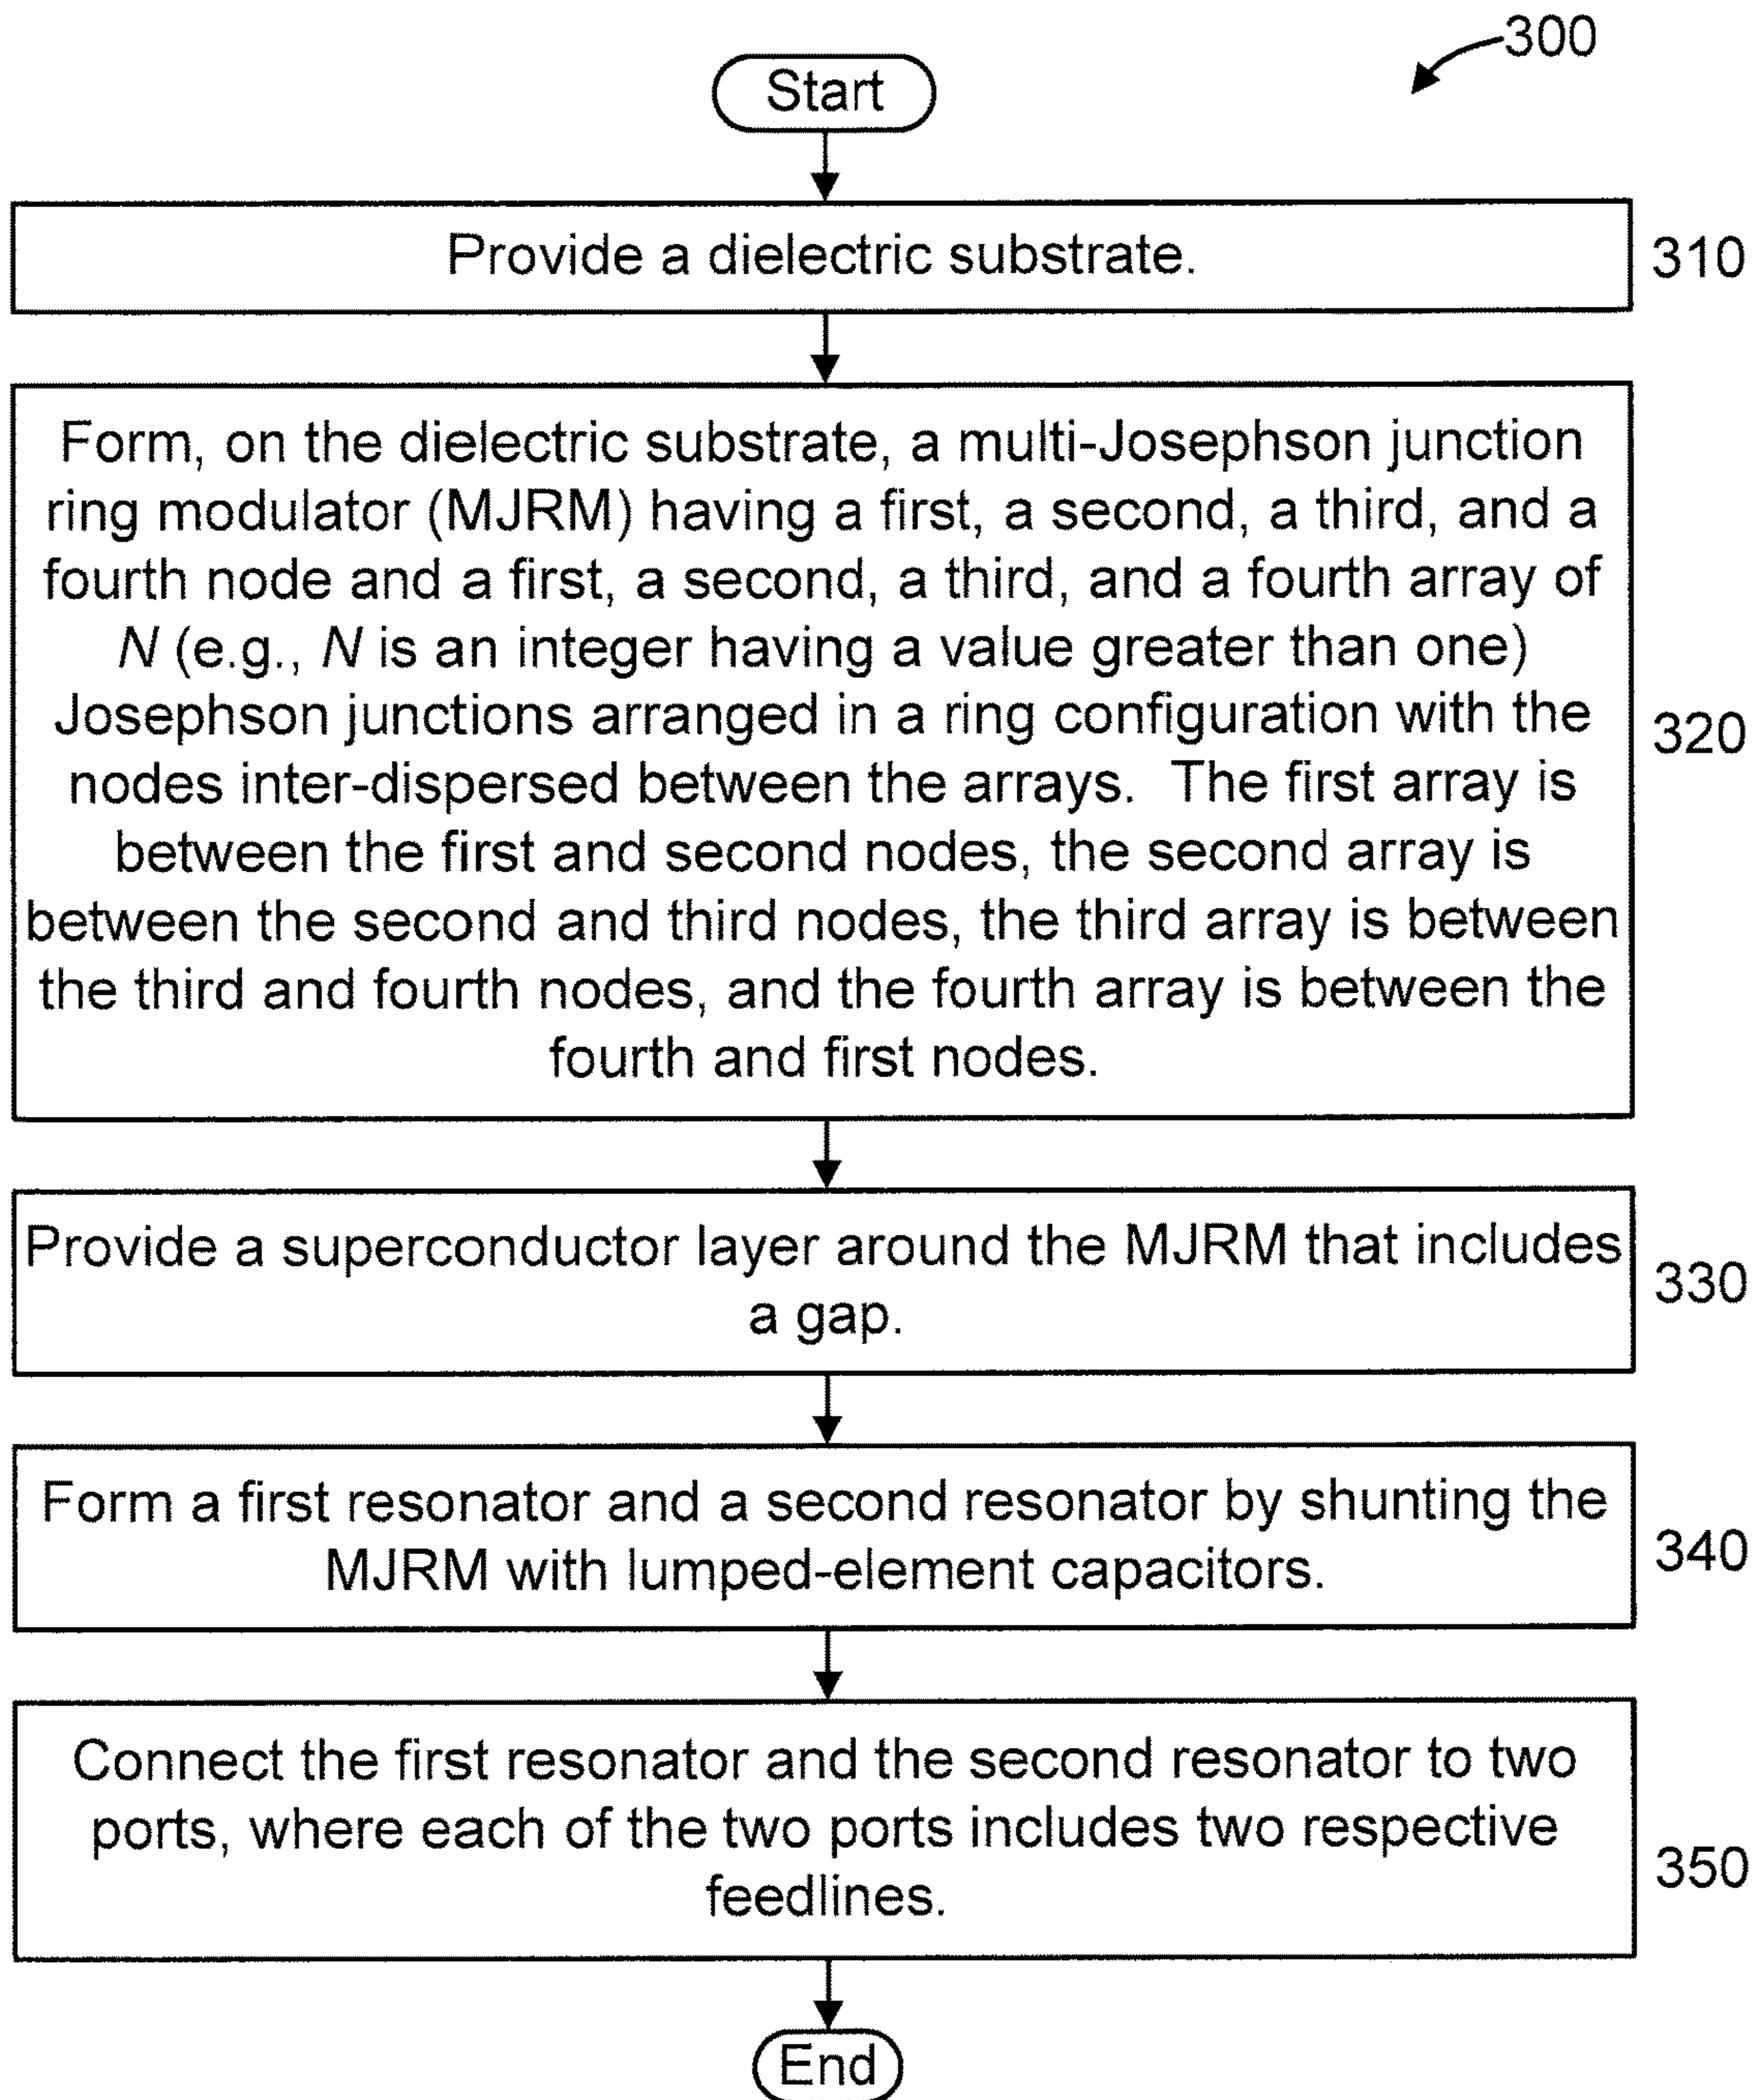 300
Start
Provide a dielectric substrate.
310
Form, on the dielectric substrate, a multi-Josephson junction
ring modulator (MJRM) having a first, a second, a third, and a
fourth node and a first, a second, a third, and a fourth array of
N (e.g., N is an integer having a value greater than one)
Josephson junctions arranged in a ring configuration with the
nodes inter-dispersed between the arrays. The first array is
between the first and second nodes, the second array is
between the second and third nodes, the third array is between
the third and fourth nodes, and the fourth array is between the
fourth and first nodes.
320
Provide a superconductor layer around the MJRM that includes
a gap.
330
Form a first resonator and a second resonator by shunting the
MJRM with lumped-element capacitors.
340
Connect the first resonator and the second resonator to two
ports, where each of the two ports includes two respective
feedlines.
350
End